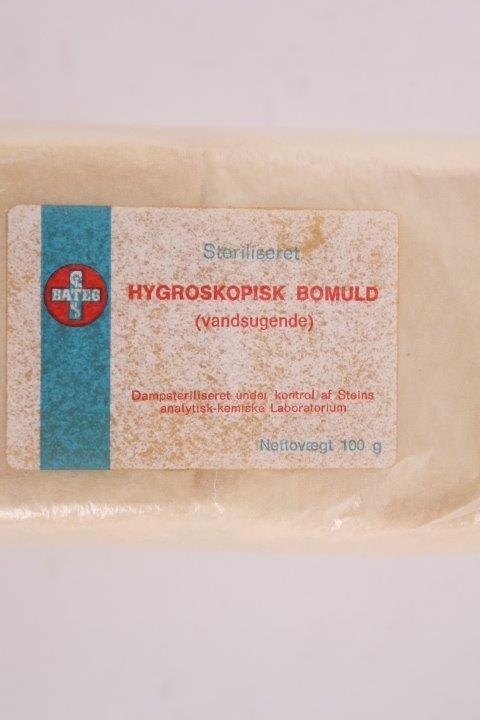 Steriliseret
BATEG
HYGROSKOPISK BOMULD
(vandsugende)
Dampsteriliseret under kontrol af Steins
analytisk-kemiske Laboratorium
Nettovægt 100 g